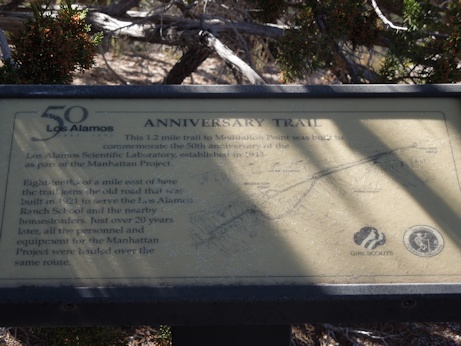 50
Los Alamos
ANNIVERSARY TRAIL
This 1.2 mile trail to Meditation Point was built to
commemorate the 50th anniversary of the
Los Alamos Scientific Laboratory, established in 1943
as part of the Manhattan Project.
Eight-tenths of a mile east of here
the trail joins the old road that was
built in 1921 to serve the Los Alamos
Ranch School and the nearby
homesteaders. Just over 20 years
later, all the personnel and
equipment for the Manhattan
Project were hauled over the
same route.
GIRL SCOUTS